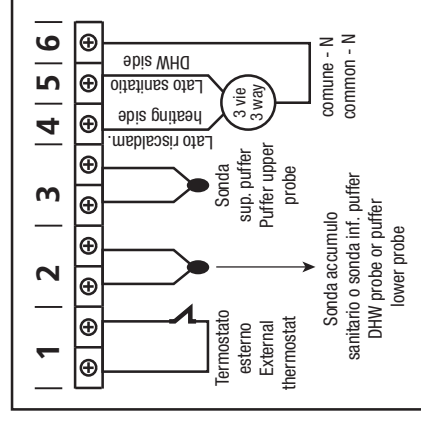 1 2 3 4 5 6
Termostato
esterno
External
thermostat
Sonda accumulo
sanitario o sonda inf. puffer
DHW probe or puffer
lower probe
Sonda
sup. puffer
Puffer upper
probe
Lato riscaldam.
heating side
Lato sanitatio
DHW side
3 vie
3 way
comune - N
common - N